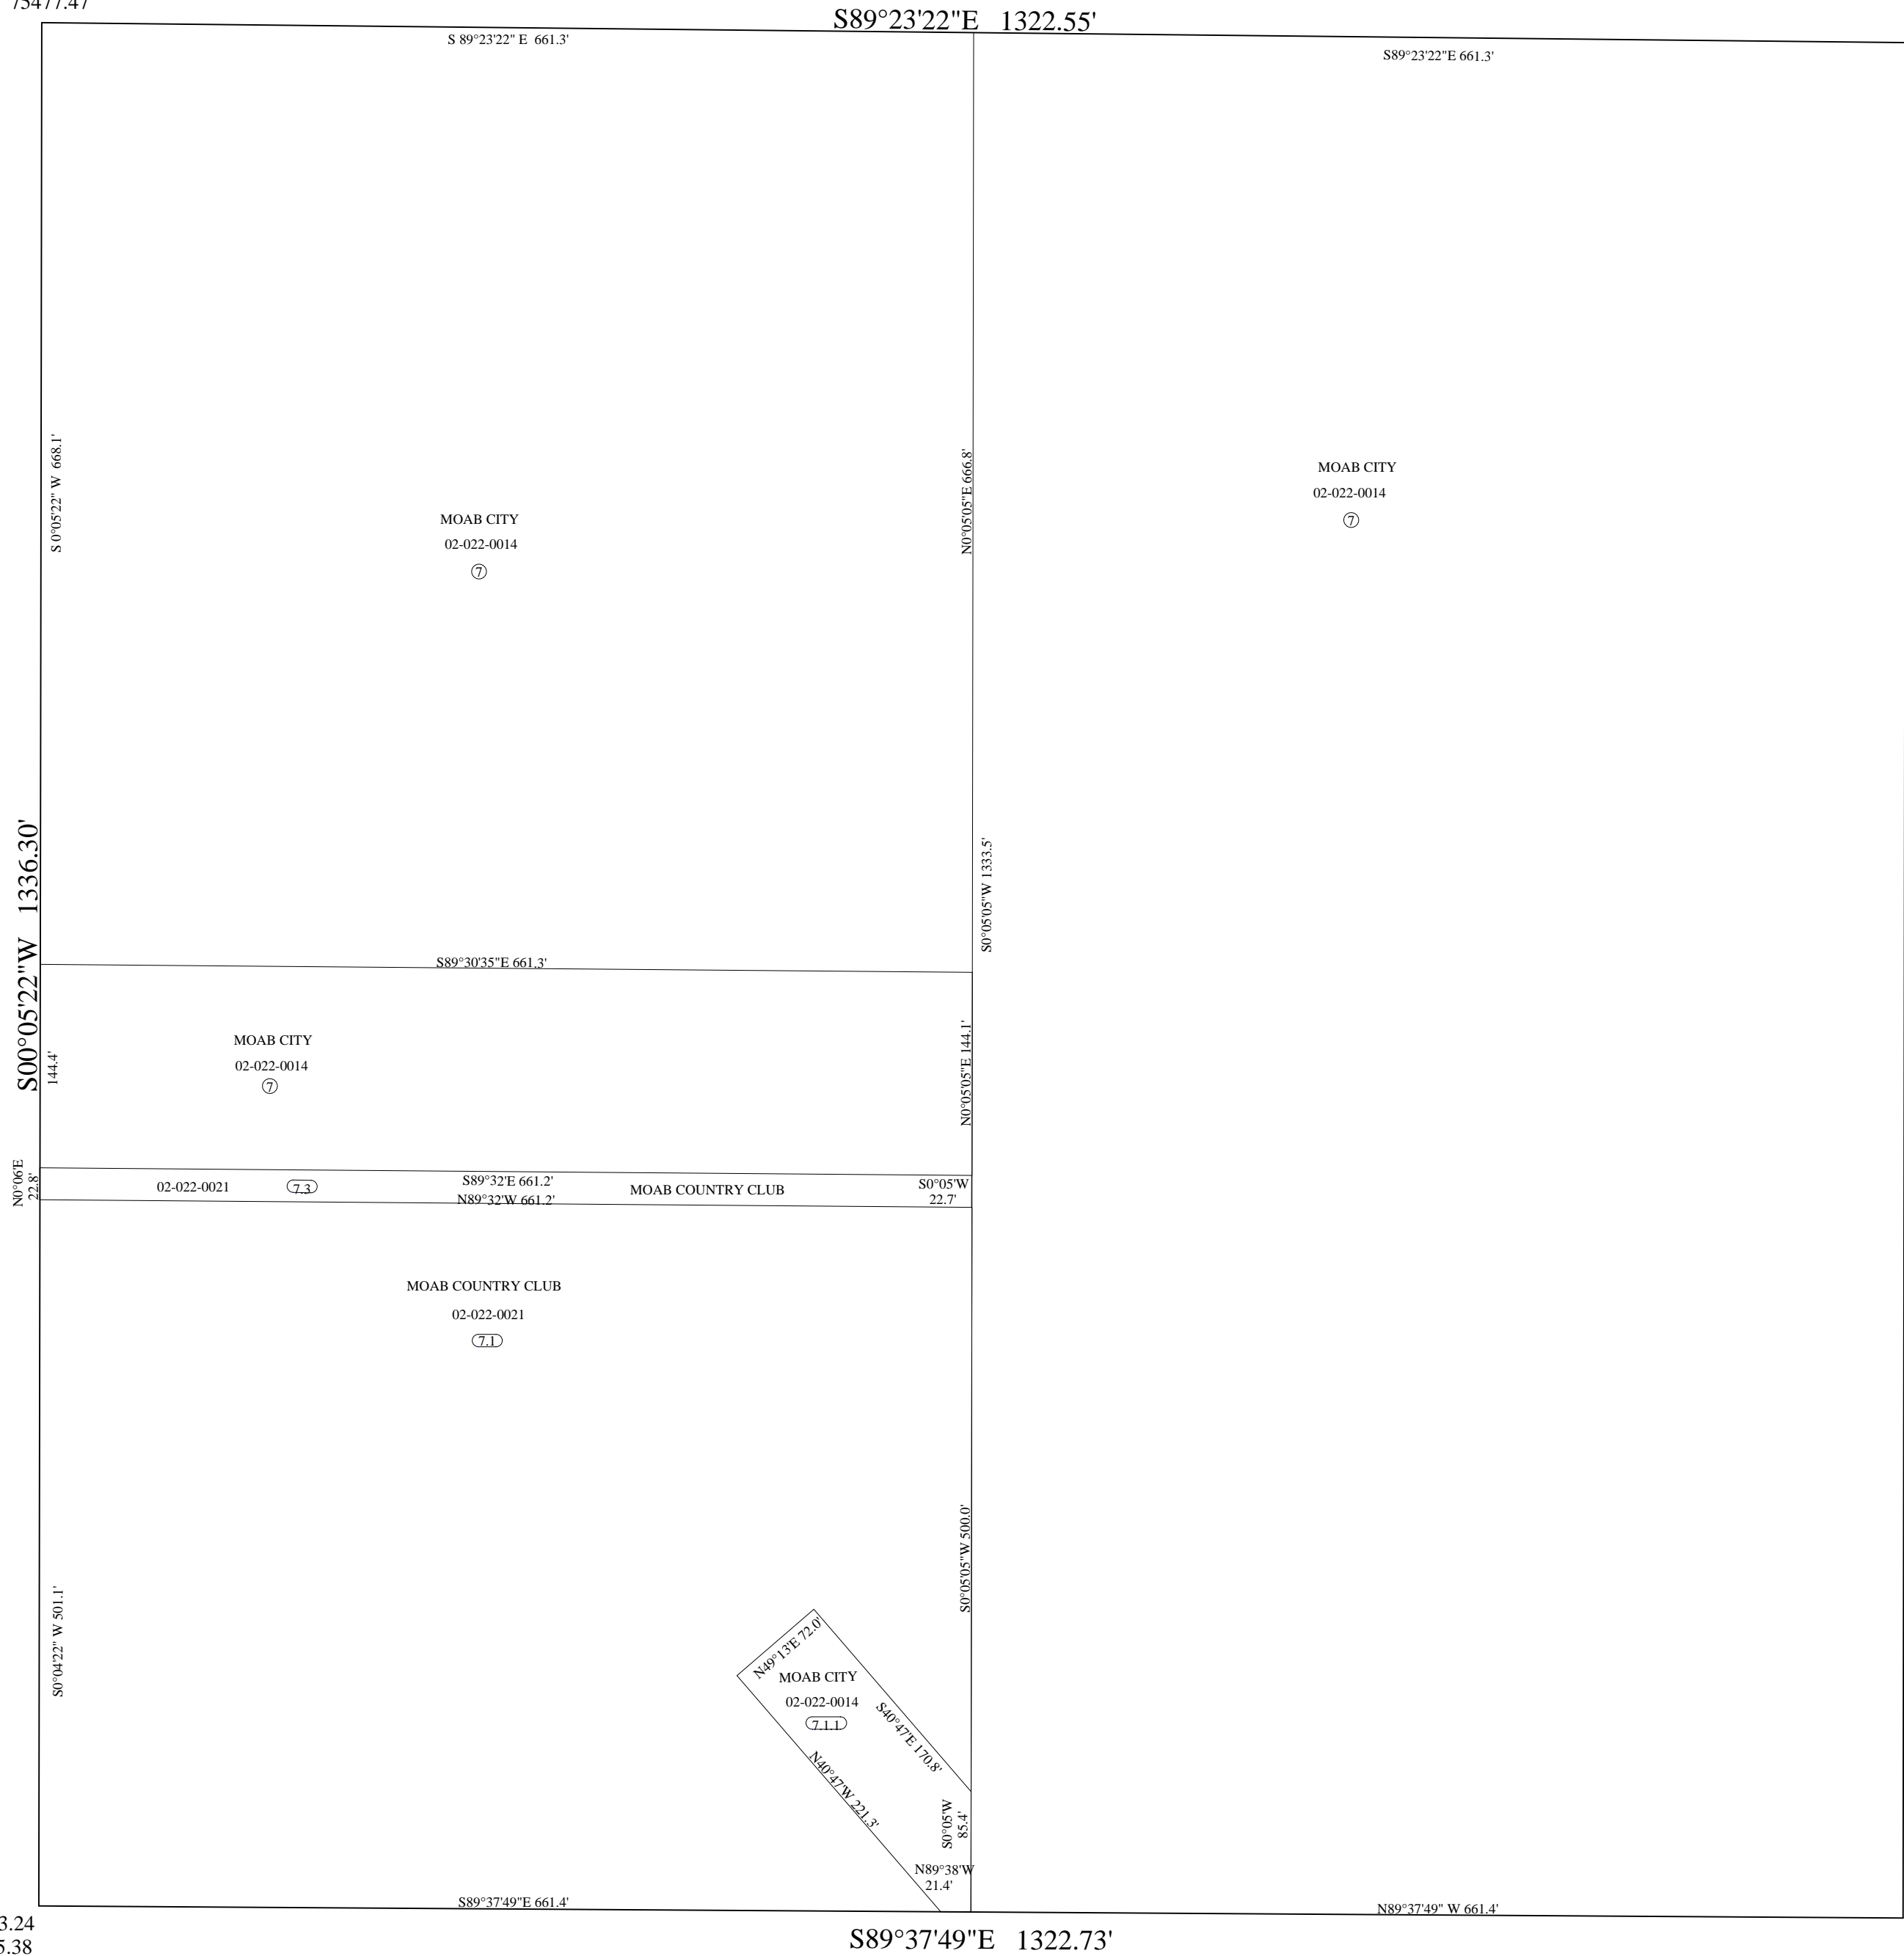 75477.47
S89°23'22"E 1322.55'
S 89°23'22" E 661.3'
S89°23'22"E 661.3'
S 0°05'22" W 668.1'
N0°05'05"E 666.8'
MOAB CITY
02-022-0014
7
MOAB CITY
02-022-0014
7
S00°05'22"W 1336.30'
S0°05'05"W 1333.5'
S89°30'35"E 661.3'
MOAB CITY
02-022-0014
7
144.4'
N0°05'05"E 144.1'
N0°06'E
22.8'
02-022-0021
7.3
S89°32'E 661.2'
N89°32'W 661.2'
MOAB COUNTRY CLUB
S0°05'W
22.7'
MOAB COUNTRY CLUB
02-022-0021
7.1
S0°05'05"W 500.0'
S0°04'22" W 501.1'
N49°13'E 72.0'
MOAB CITY
02-022-0014
7.1.1
S40°47'E 170.8'
N40°47'W 221.3'
S0°05'W
85.4'
N89°38'W
21.4'
S89°37'49"E 661.4'
N89°37'49" W 661.4'
3.24
5.38
S89°37'49"E 1322.73'